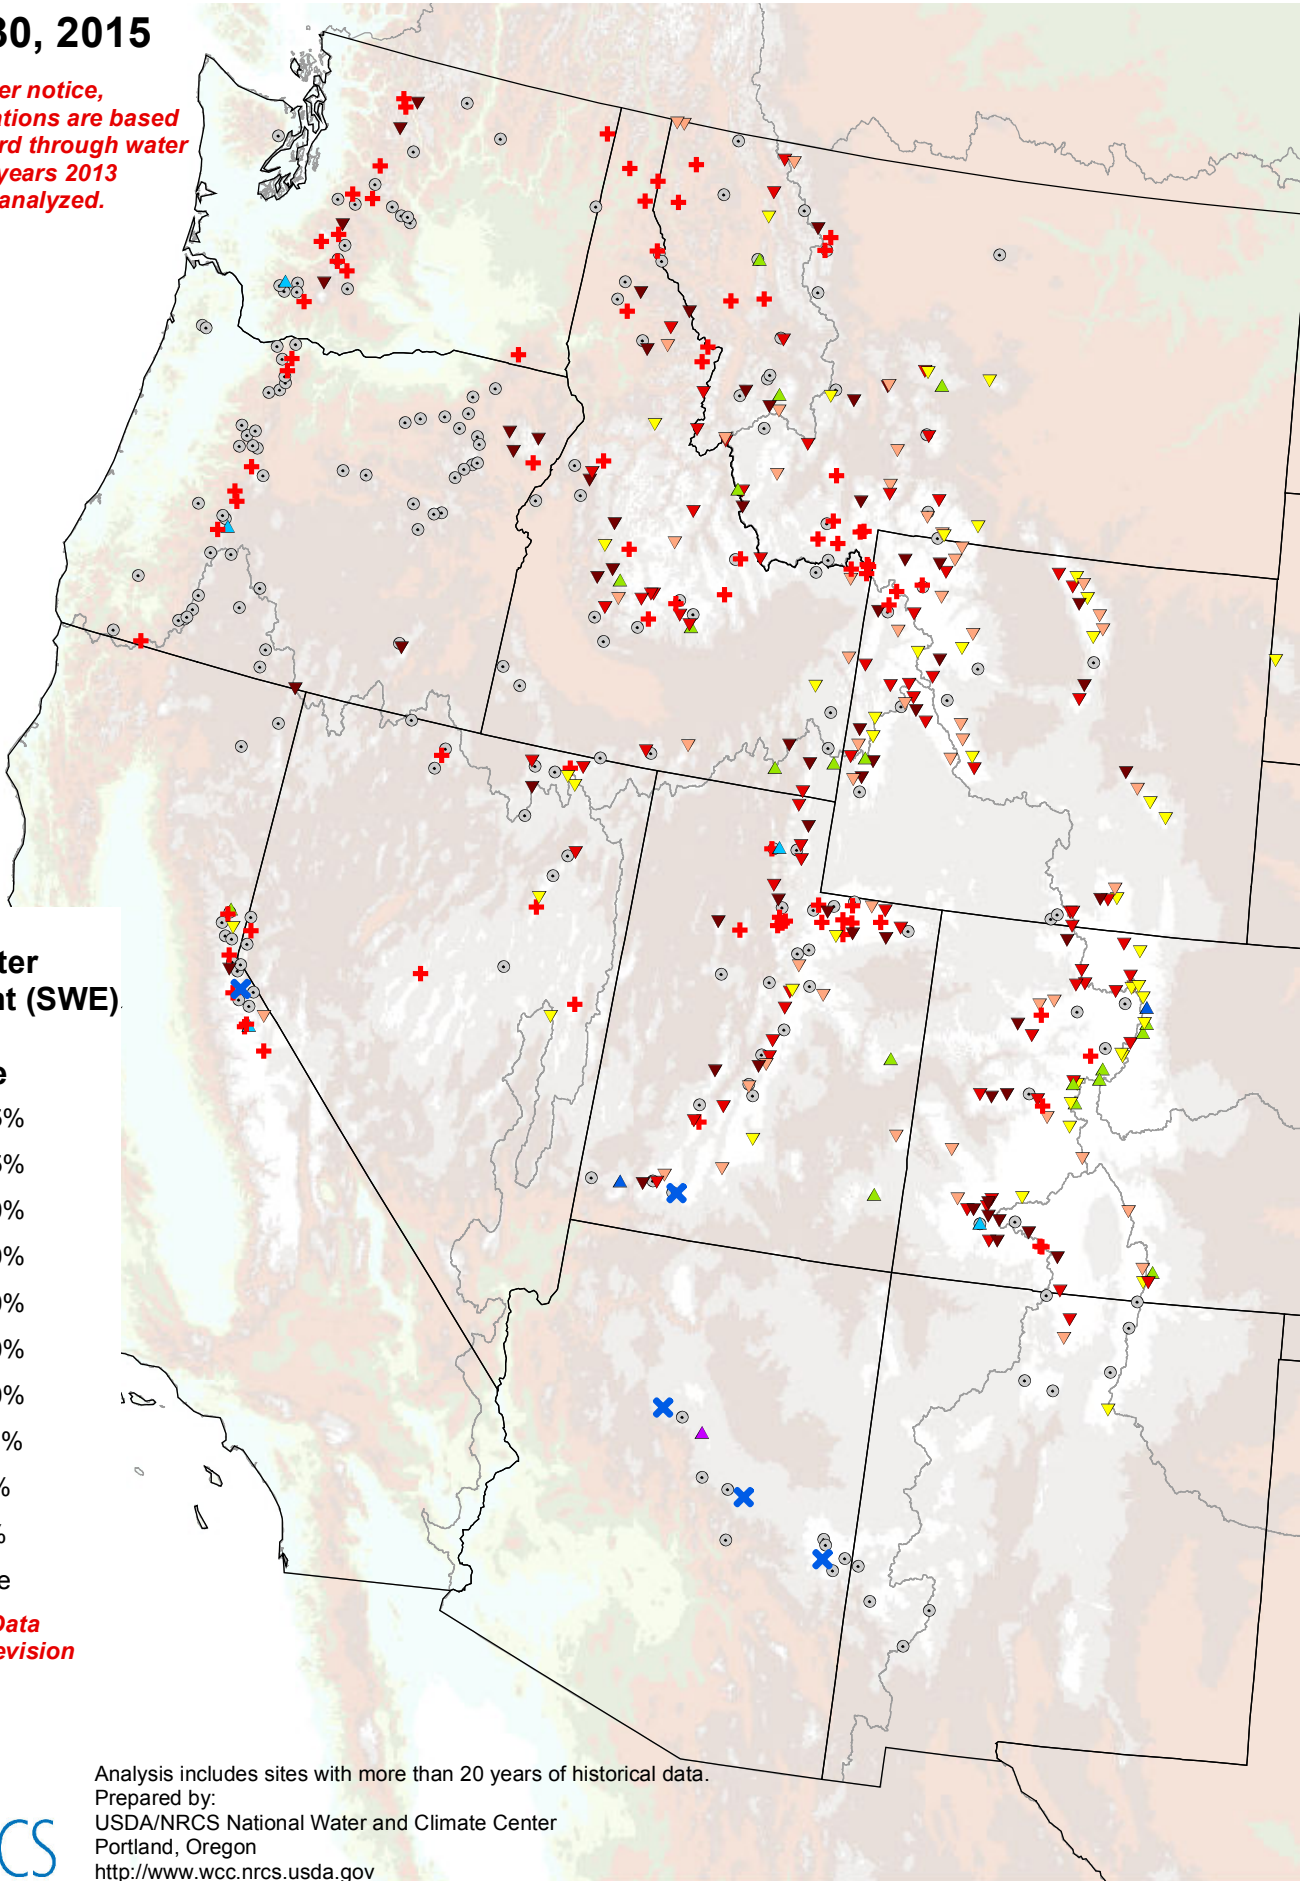 30, 2015
er notice,
ations are based
rd through water
years 2013
analyzed.
ter
nt (SWE)
e
5%
5%
0%
0%
0%
0%
0%
%
%
%
e
Data
evision
Analysis includes sites with more than 20 years of historical data.
Prepared by:
USDA/NRCS National Water and Climate Center
Portland, Oregon
http://www.wcc.nrcs.usda.gov
CS